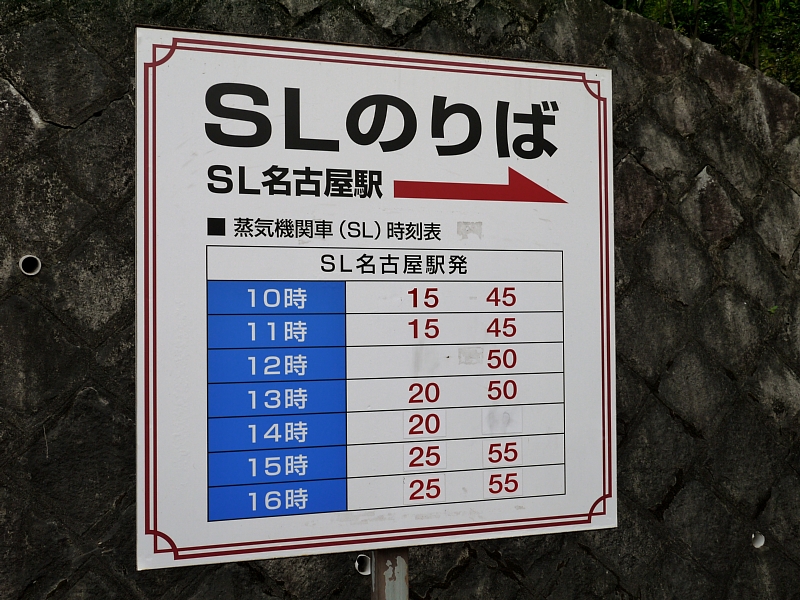 SLのりば
SL名古屋駅
■ 蒸気機関車（SL）時刻表
SL名古屋駅発
10時 15 45
11時 15 45
12時 50
13時 20 50
14時 20
15時 25 55
16時 25 55